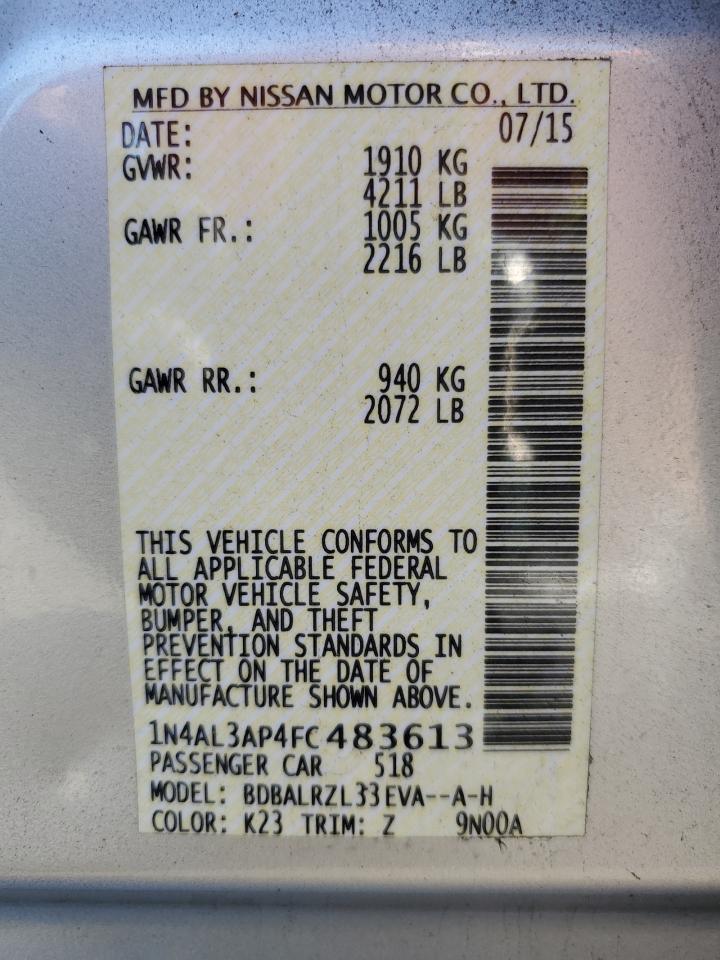 MFD BY NISSAN MOTOR CO., LTD.
DATE: 07/15
GVWR: 1910 KG
4211 LB
GAWR FR.: 1005 KG
2216 LB
GAWR RR.: 940 KG
2072 LB
THIS VEHICLE CONFORMS TO
ALL APPLICABLE FEDERAL
MOTOR VEHICLE SAFETY,
BUMPER, AND THEFT
PREVENTION STANDARDS IN
EFFECT ON THE DATE OF
MANUFACTURE SHOWN ABOVE.
1N4AL3AP4FC483613
PASSENGER CAR 518
MODEL: BDBALRZL33EVA--A-H
COLOR: K23 TRIM: Z 9N00A